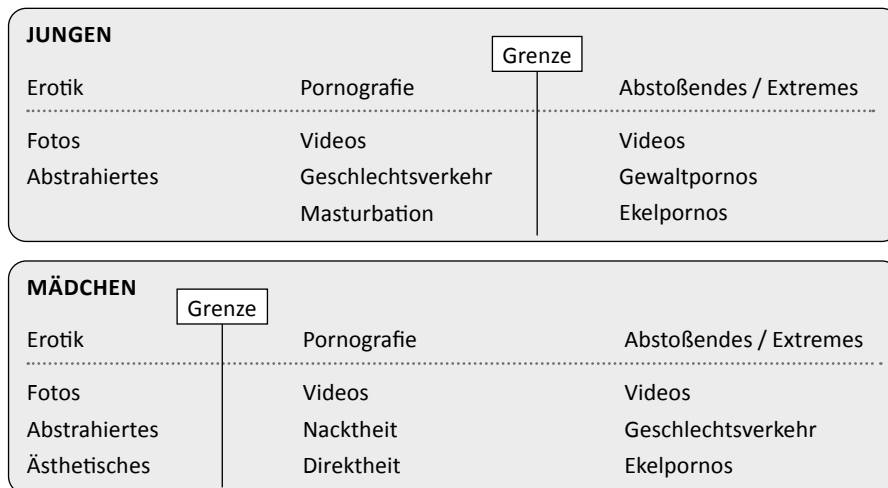 JUNGEN
Grenze
Erotik Pornografie Abstoßendes / Extremes
Fotos Videos Videos
Abstrahiertes Geschlechtsverkehr Gewaltpornos
Masturbation Ekelpornos
MÄDCHEN
Grenze
Erotik Pornografie Abstoßendes / Extremes
Fotos Videos Videos
Abstrahiertes Nacktheit Geschlechtsverkehr
Ästhetisches Direktheit Ekelpornos